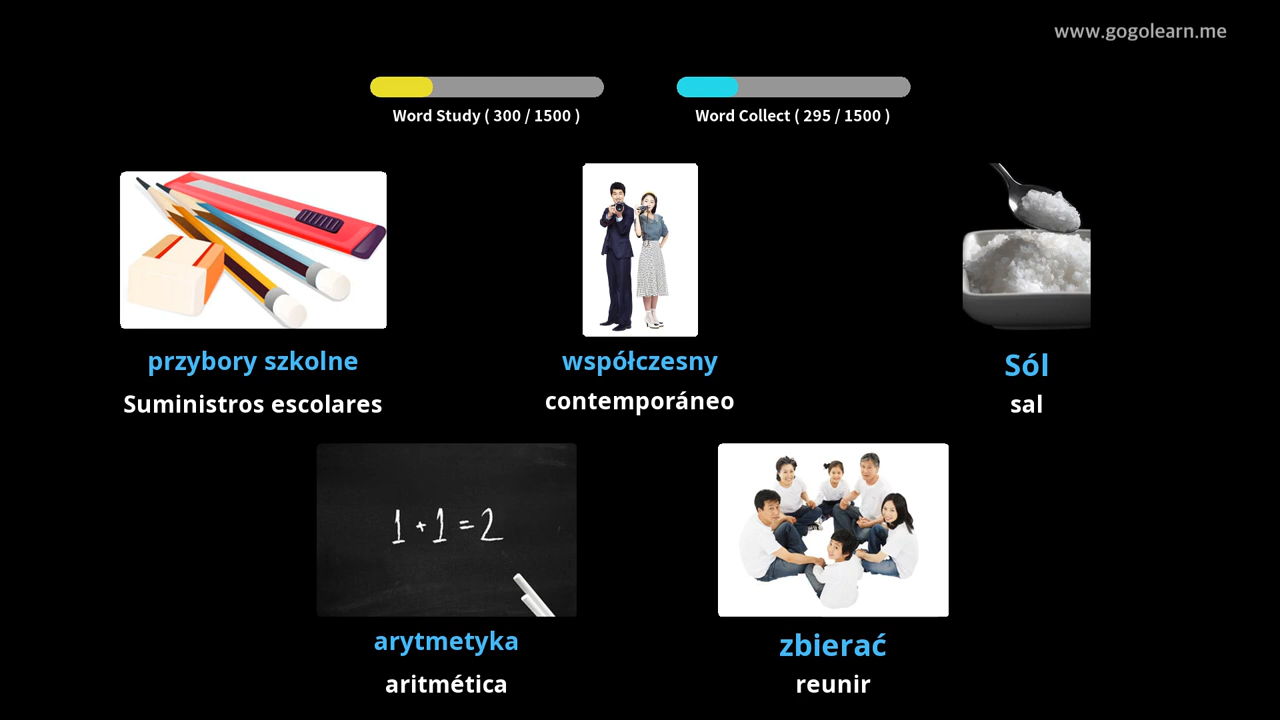 www.gogolearn.me
Word Study ( 300 / 1500 )
Word Collect ( 295 / 1500 )
przybory szkolne
Suministros escolares
współczesny
contemporáneo
Sól
sal
1 + 1 = 2
arytmetyka
aritmética
zbierać
reunir